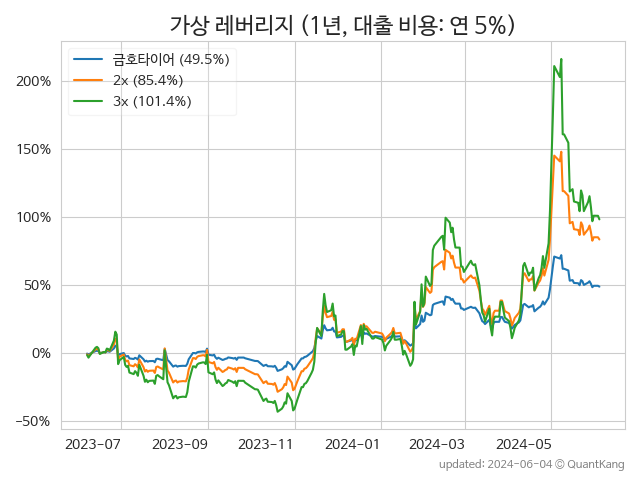 가상 레버리지 (1년, 대출 비용: 연 5%)
금호타이어 (49.5%)
2x (85.4%)
3x (101.4%)
200%
150%
100%
50%
0%
−50%
2023-07
2023-09
2023-11
2024-01
2024-03
2024-05
updated: 2024-06-04 © QuantKang